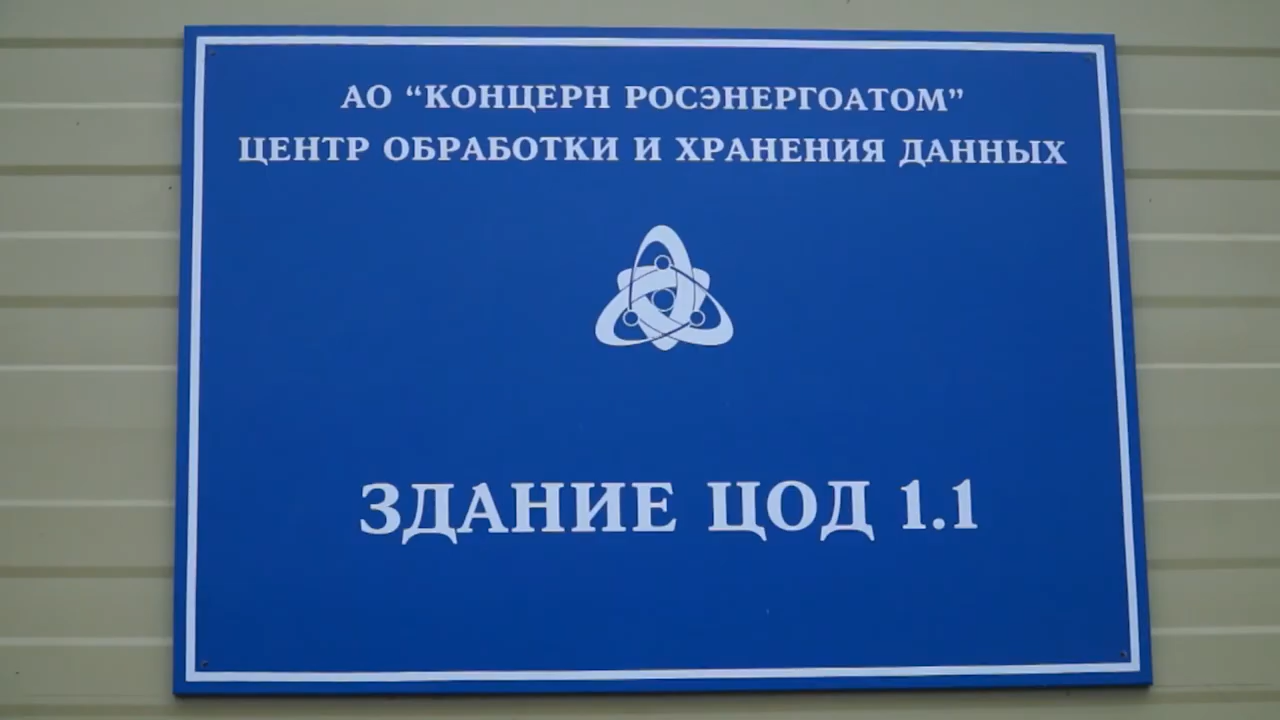 АО “КОНЦЕРН РОСЭНЕРГОАТОМ”
ЦЕНТР ОБРАБОТКИ И ХРАНЕНИЯ ДАННЫХ
ЗДАНИЕ ЦОД 1.1